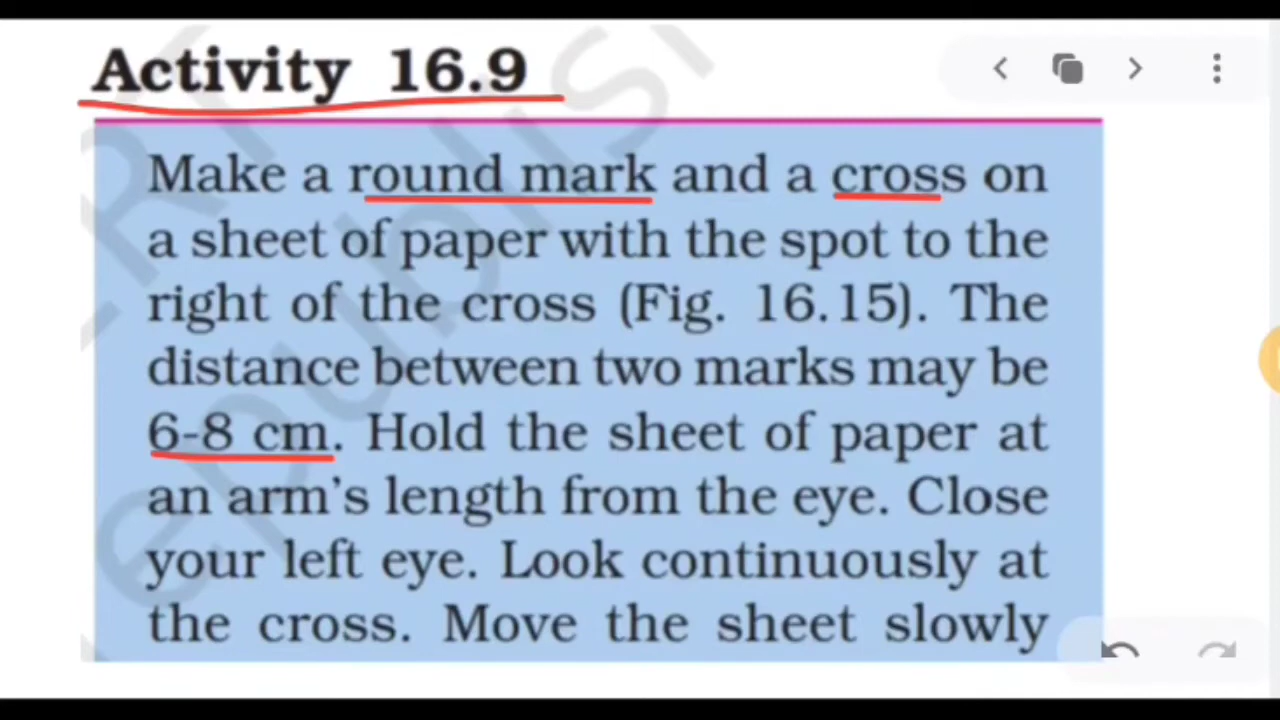 Activity 16.9
Make a round mark and a cross on
a sheet of paper with the spot to the
right of the cross (Fig. 16.15). The
distance between two marks may be
6-8 cm. Hold the sheet of paper at
an arm's length from the eye. Close
your left eye. Look continuously at
the cross. Move the sheet slowly